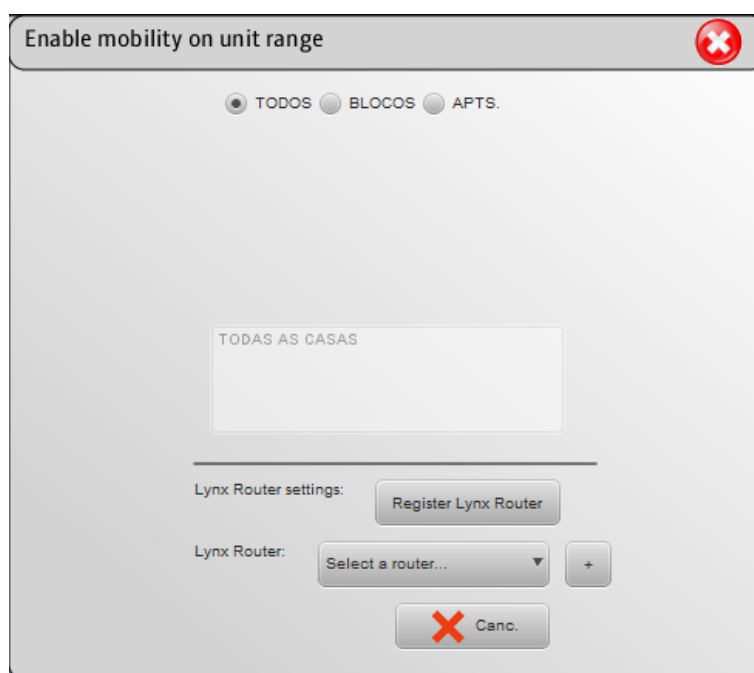 Enable mobility on unit range
TODOS BLOCOS APTS.
TODAS AS CASAS
Lynx Router settings: Register Lynx Router
Lynx Router: Select a router... +
Canc.